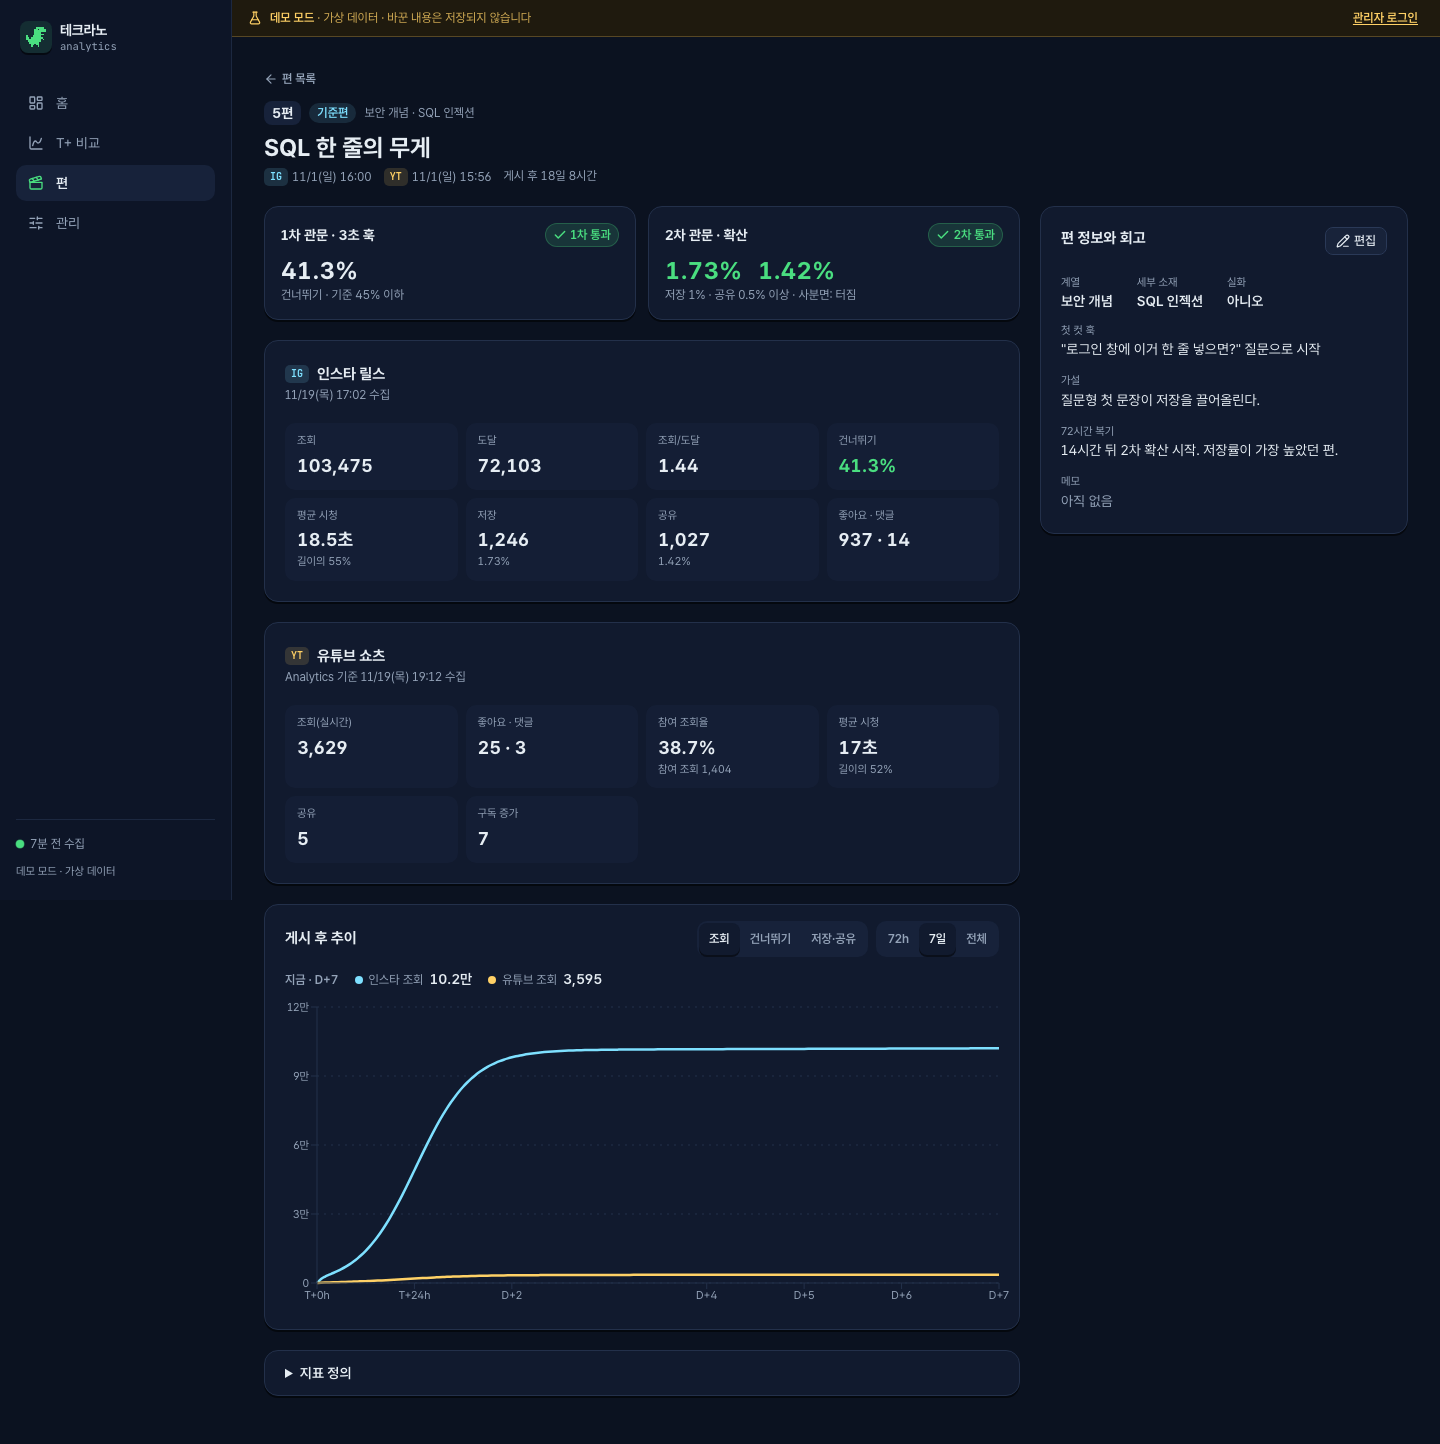 테크라노
analytics
홈
T+ 비교
편
관리
7분 전 수집
데모 모드 · 가상 데이터
데모 모드 · 가상 데이터 · 바꾼 내용은 저장되지 않습니다
관리자 로그인
← 편 목록
5편 기준편 보안 개념 · SQL 인젝션
SQL 한 줄의 무게
IG 11/1(일) 16:00 YT 11/1(일) 15:56 게시 후 18일 8시간
1차 관문 · 3초 훅
1차 통과
41.3%
건너뛰기 · 기준 45% 이하
2차 관문 · 확산
2차 통과
1.73% 1.42%
저장 1% · 공유 0.5% 이상 · 사분면: 터짐
IG 인스타 릴스
11/19(목) 17:02 수집
조회
103,475
도달
72,103
조회/도달
1.44
건너뛰기
41.3%
평균 시청
18.5초
길이의 55%
저장
1,246
1.73%
공유
1,027
1.42%
좋아요 · 댓글
937 · 14
YT 유튜브 쇼츠
Analytics 기준 11/19(목) 19:12 수집
조회(실시간)
3,629
좋아요 · 댓글
25 · 3
참여 조회율
38.7%
참여 조회 1,404
평균 시청
17초
길이의 52%
공유
5
구독 증가
7
게시 후 추이
조회 건너뛰기 저장·공유
72h 7일 전체
지금 · D+7 인스타 조회 10.2만 유튜브 조회 3,595
12만
9만
6만
3만
0
T+0h T+24h D+2 D+4 D+5 D+6 D+7
▶ 지표 정의
편 정보와 회고
편집
계열
보안 개념
세부 소재
SQL 인젝션
실화
아니오
첫 컷 훅
"로그인 창에 이거 한 줄 넣으면?" 질문으로 시작
가설
질문형 첫 문장이 저장을 끌어올린다.
72시간 복기
14시간 뒤 2차 확산 시작. 저장률이 가장 높았던 편.
메모
아직 없음